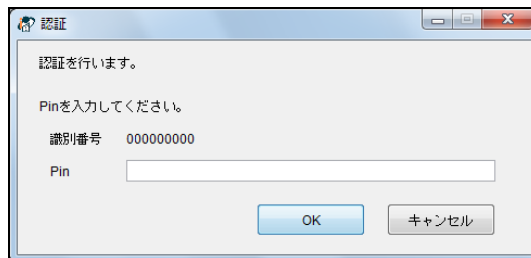 認証
認証を行います。
Pinを入力してください。
識別番号 000000000
Pin
OK キャンセル